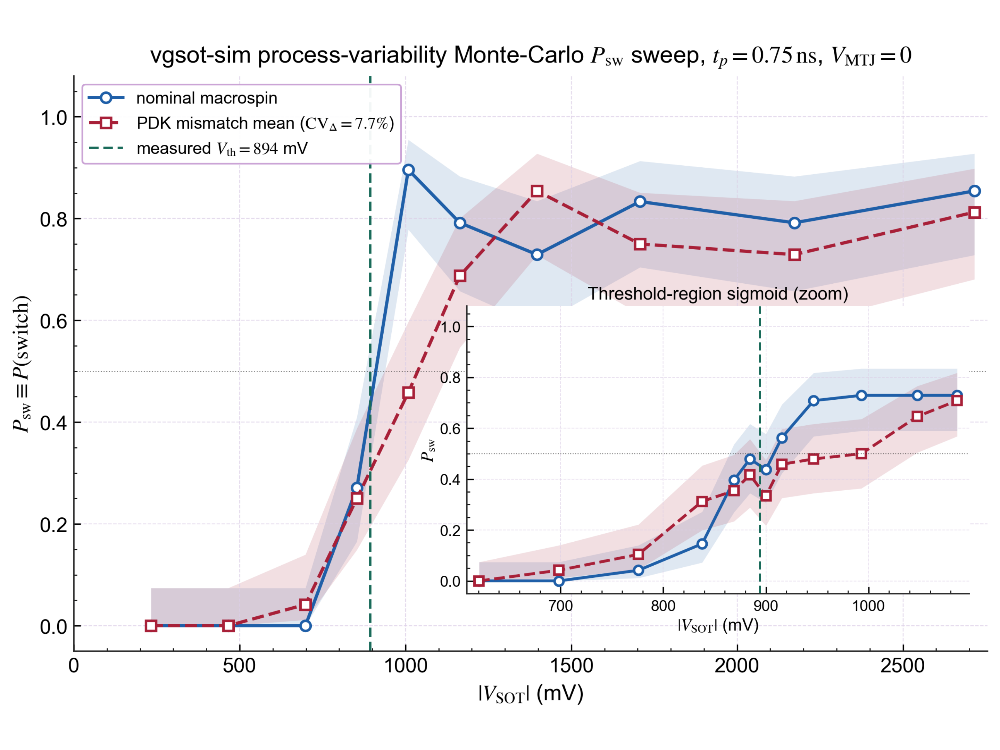 vgsot-sim process-variability Monte-Carlo P_sw sweep, t_p = 0.75 ns, V_MTJ = 0
nominal macrospin
PDK mismatch mean (CV_Δ = 7.7%)
measured V_th = 894 mV
P_sw ≡ P(switch)
1.0
0.8
0.6
0.4
0.2
0.0
0
500
1000
1500
2000
2500
|V_SOT| (mV)
Threshold-region sigmoid (zoom)
P_sw
1.0
0.8
0.6
0.4
0.2
0.0
700
800
900
1000
|V_SOT| (mV)